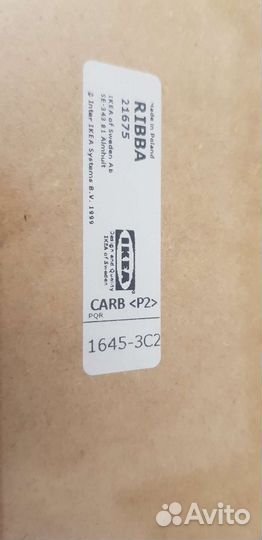 Made in Poland
RIBBA
21675
IKEA of Sweden Ab
SE-343 81 Älmhult
© Inter IKEA Systems B.V. 1999
IKEA®
Design and Quality
IKEA of Sweden
CARB <P2>
PQR
1645-3C2
Avito